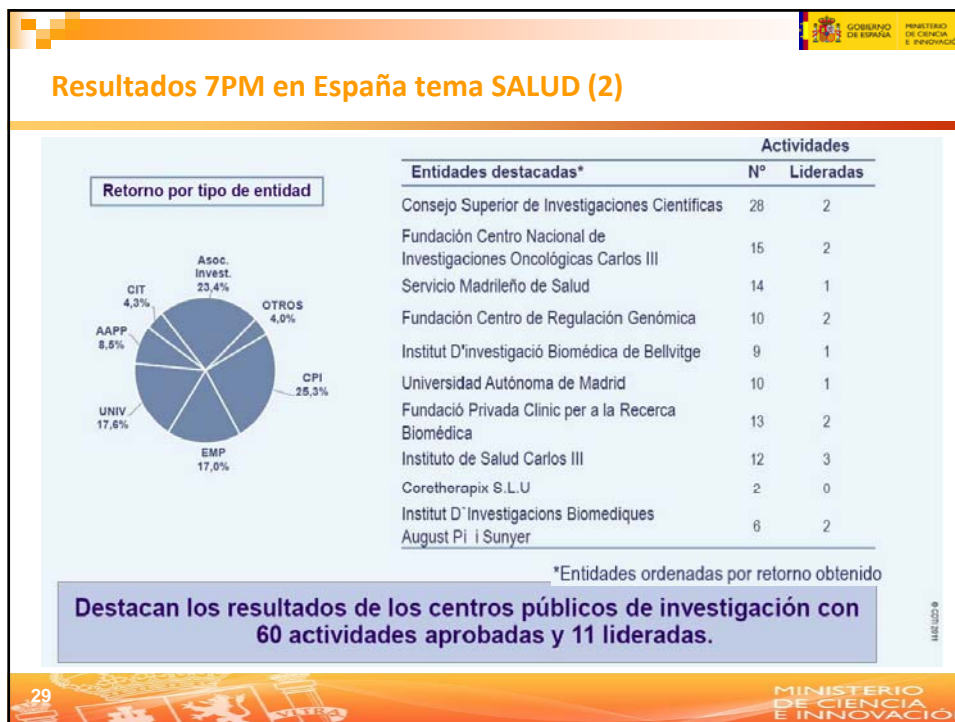 GOBIERNO
DE ESPAÑA
MINISTERIO
DE CIENCIA
E INNOVACIÓ
Resultados 7PM en España tema SALUD (2)
Retorno por tipo de entidad
Asoc.
Invest.
23,4%
OTROS
4,0%
CPI
25,3%
EMP
17,0%
UNIV
17,6%
AAPP
8,5%
CIT
4,3%
Actividades
Entidades destacadas* Nº Lideradas
Consejo Superior de Investigaciones Científicas 28 2
Fundación Centro Nacional de
Investigaciones Oncológicas Carlos III 15 2
Servicio Madrileño de Salud 14 1
Fundación Centro de Regulación Genómica 10 2
Institut D'investigació Biomédica de Bellvitge 9 1
Universidad Autónoma de Madrid 10 1
Fundació Privada Clinic per a la Recerca
Biomédica 13 2
Instituto de Salud Carlos III 12 3
Coretherapix S.L.U 2 0
Institut D`Investigacions Biomediques
August Pi i Sunyer 6 2
*Entidades ordenadas por retorno obtenido
Destacan los resultados de los centros públicos de investigación con
60 actividades aprobadas y 11 lideradas.
© CDTI 2011
29
VLTRA
MINISTERIO
DE CIENCIA
E INNOVACIÓ